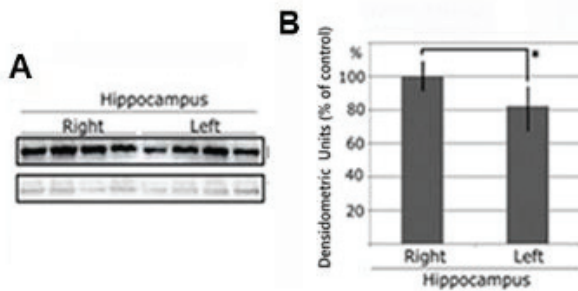 A
Hippocampus
Right Left
B
%
100
80
60
40
20
Densidometric Units (% of control)
*
Right Left
Hippocampus